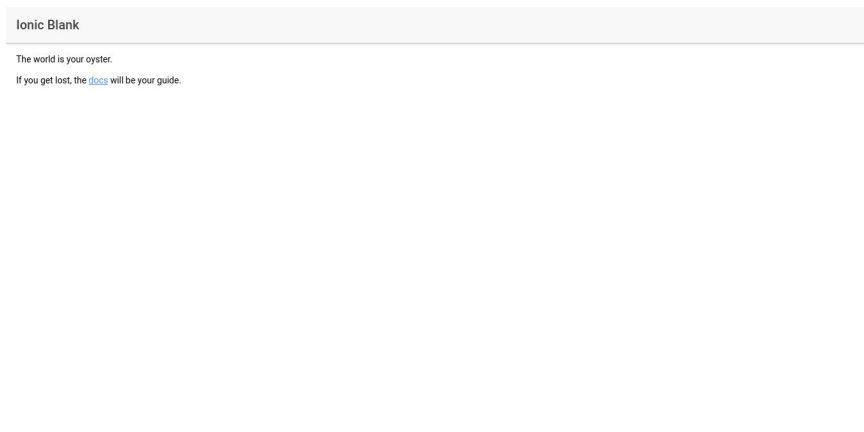 Ionic Blank
The world is your oyster.
If you get lost, the docs will be your guide.